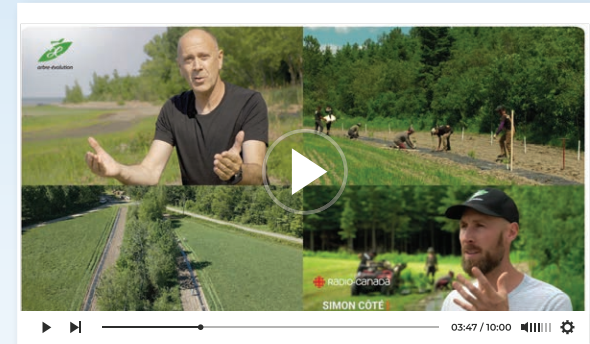 arbre-évolution
RADIO-CANADA
SIMON CÔTÉ
03:47 / 10:00